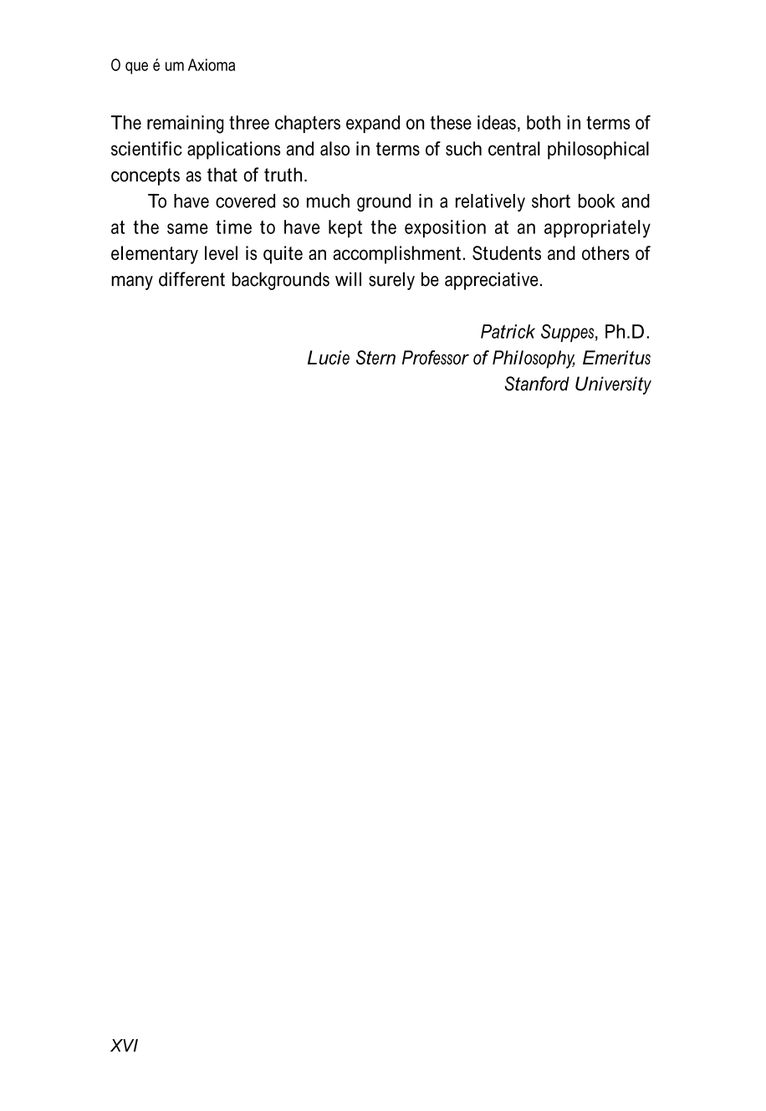 O que é um Axioma
The remaining three chapters expand on these ideas, both in terms of
scientific applications and also in terms of such central philosophical
concepts as that of truth.
To have covered so much ground in a relatively short book and
at the same time to have kept the exposition at an appropriately
elementary level is quite an accomplishment. Students and others of
many different backgrounds will surely be appreciative.
Patrick Suppes, Ph.D.
Lucie Stern Professor of Philosophy, Emeritus
Stanford University
XVI